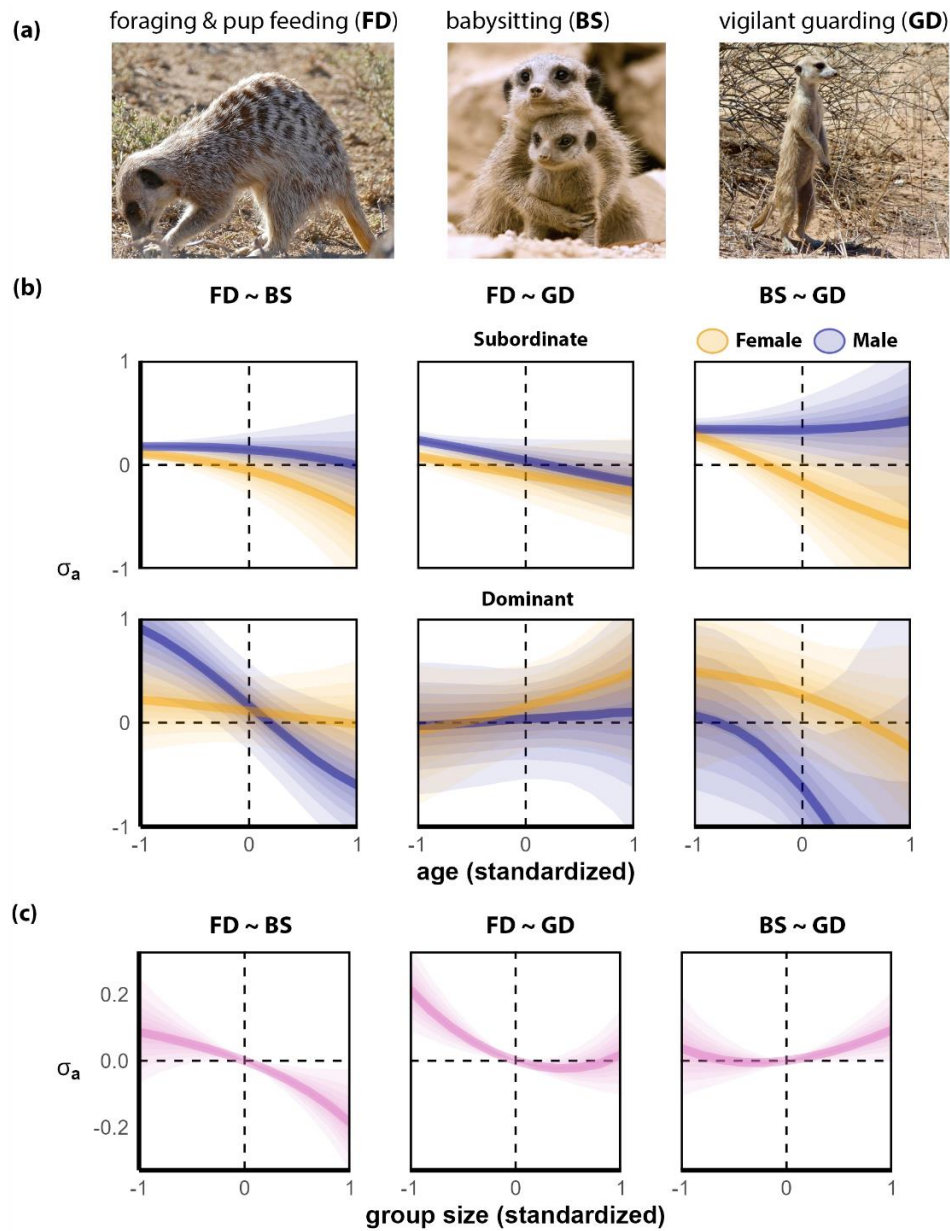 (a)
foraging & pup feeding (FD) babysitting (BS) vigilant guarding (GD)
(b)
FD ~ BS FD ~ GD BS ~ GD
Subordinate
Female Male
1
0
-1
σa
Dominant
1
0
-1
-1 0 1 -1 0 1 -1 0 1
age (standardized)
(c)
FD ~ BS FD ~ GD BS ~ GD
0.2
0.0
-0.2
σa
-1 0 1 -1 0 1 -1 0 1
group size (standardized)